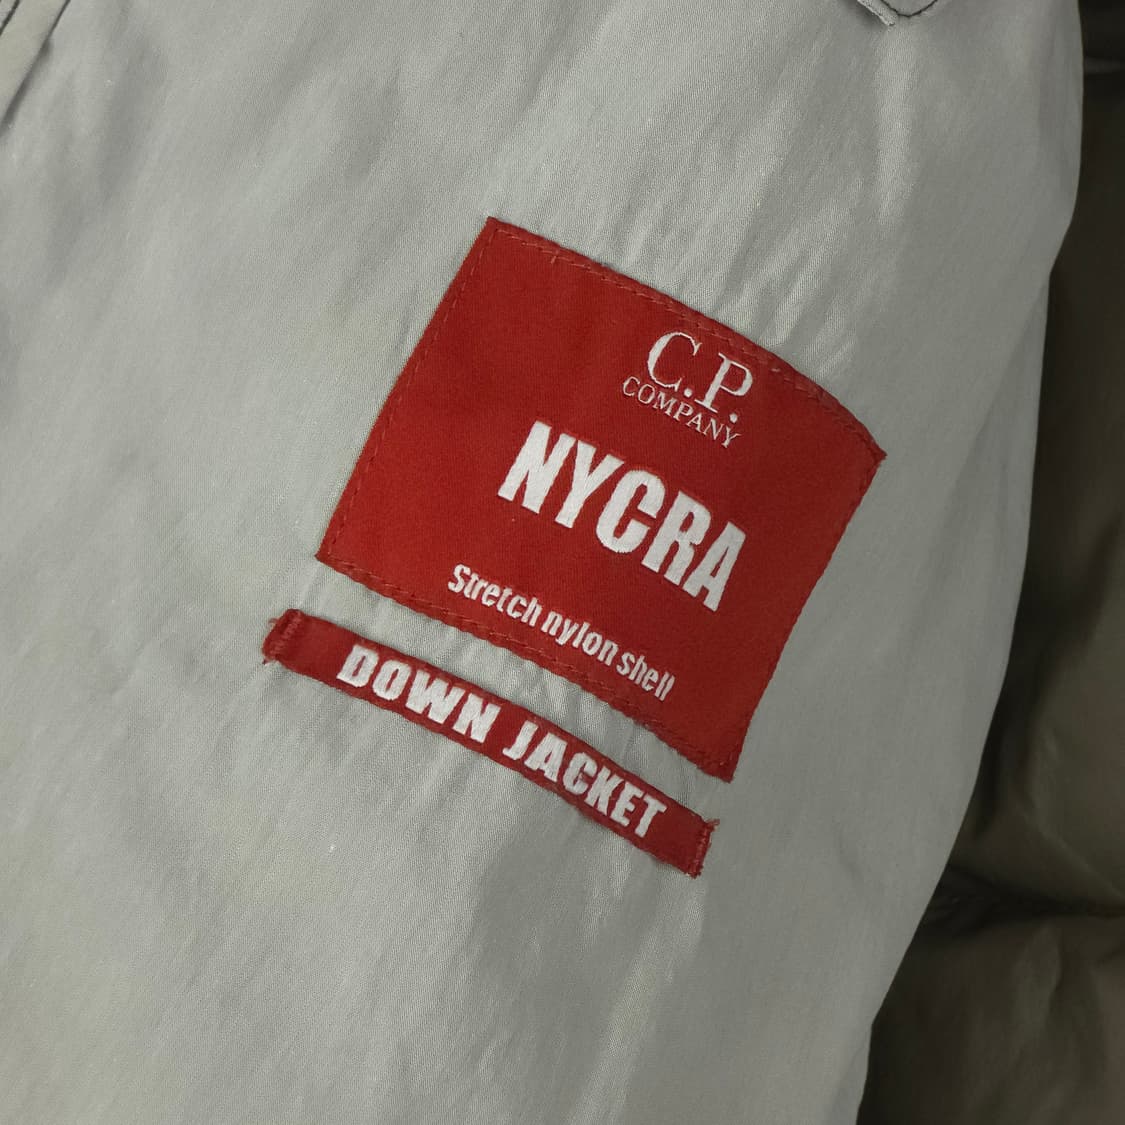 C.P.
COMPANY
NYCRA
Stretch nylon shell
DOWN JACKET